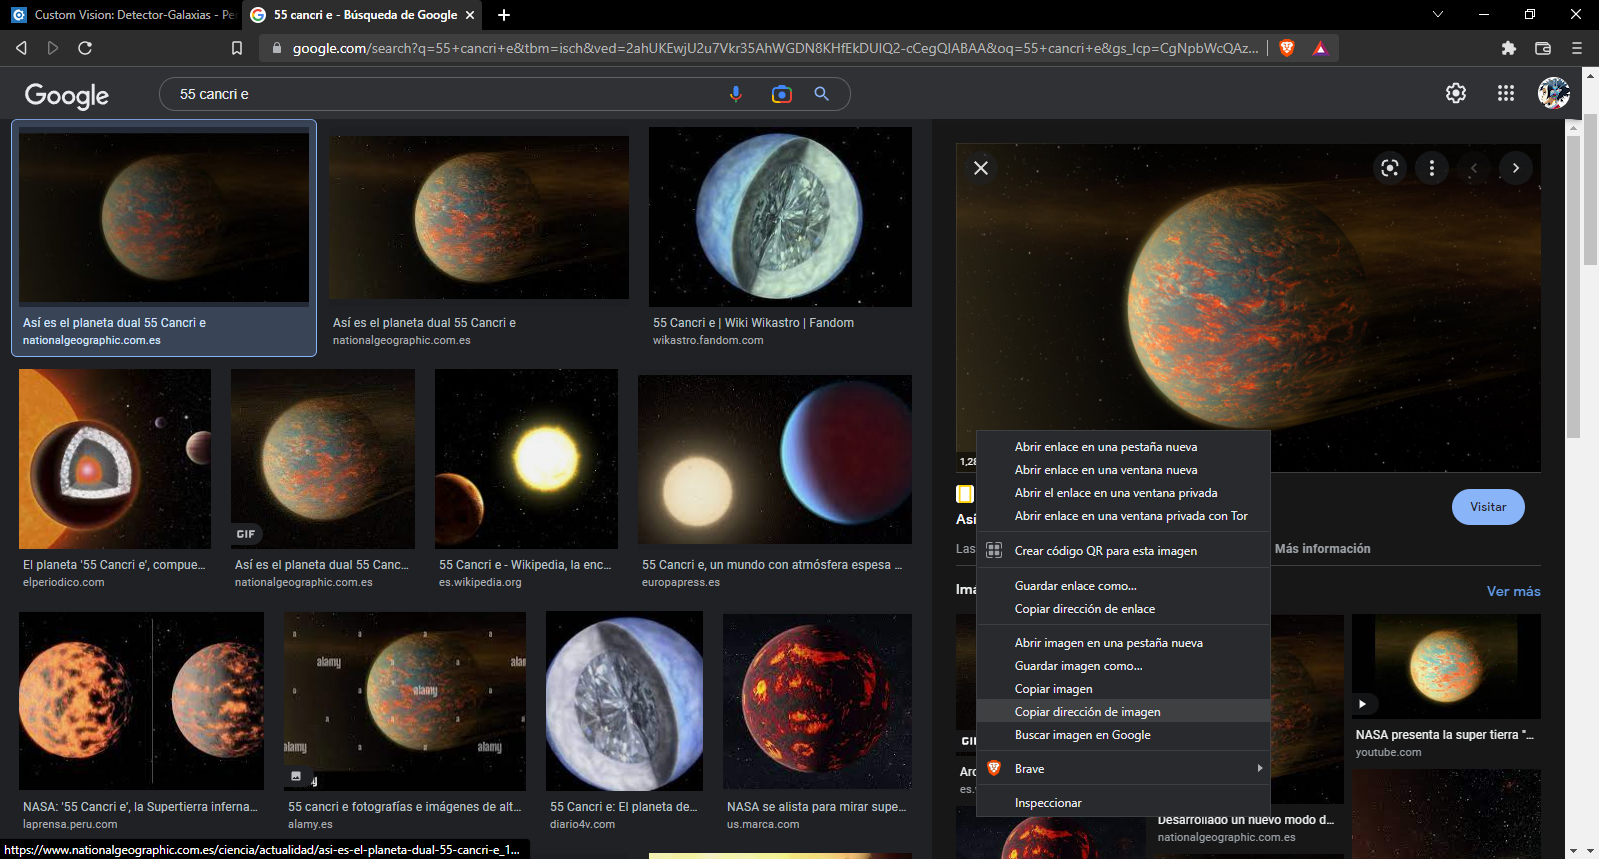 Custom Vision: Detector-Galaxias - Pe
55 cancri e - Búsqueda de Google
google.com/search?q=55+cancri+e&tbm=isch&ved=2ahUKEwjU2u7Vkr35AhWGDN8KHfEkDUIQ2-cCegQIABAA&oq=55+cancri+e&gs_lcp=CgNpbWcQAz...
Google
55 cancri e
Así es el planeta dual 55 Cancri e
nationalgeographic.com.es
Así es el planeta dual 55 Cancri e
nationalgeographic.com.es
55 Cancri e | Wiki Wikastro | Fandom
wikastro.fandom.com
GIF
El planeta '55 Cancri e', compue...
elperiodico.com
Así es el planeta dual 55 Canc...
nationalgeographic.com.es
55 Cancri e - Wikipedia, la enc...
es.wikipedia.org
55 Cancri e, un mundo con atmósfera espesa ...
europapress.es
a a a
alamy alamy
a alamy a
alamy alamy
NASA: '55 Cancri e', la Supertierra inferna...
laprensa.peru.com
55 cancri e fotografías e imágenes de alt...
alamy.es
55 Cancri e: El planeta de...
diario4v.com
NASA se alista para mirar supe...
us.marca.com
1,28
Así
Visitar
Las
Más información
Imá
Ver más
GI
Arc
es.v
NASA presenta la super tierra "...
youtube.com
Desarrollado un nuevo modo d...
nationalgeographic.com.es
Abrir enlace en una pestaña nueva
Abrir enlace en una ventana nueva
Abrir el enlace en una ventana privada
Abrir enlace en una ventana privada con Tor
Crear código QR para esta imagen
Guardar enlace como...
Copiar dirección de enlace
Abrir imagen en una pestaña nueva
Guardar imagen como...
Copiar imagen
Copiar dirección de imagen
Buscar imagen en Google
Brave
Inspeccionar
https://www.nationalgeographic.com.es/ciencia/actualidad/asi-es-el-planeta-dual-55-cancri-e_1...